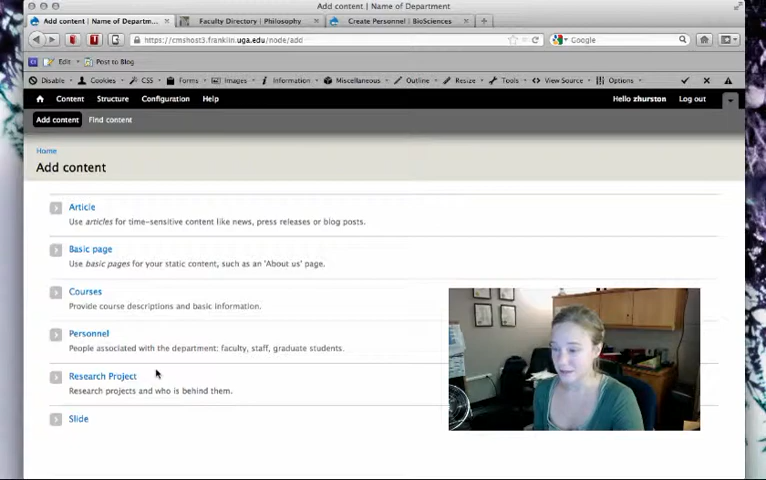 Add content | Name of Department
Add content | Name of Departm...
Faculty Directory | Philosophy
Create Personnel | BioSciences
https://cmshost3.franklin.uga.edu/node/add
Google
Edit
Post to Blog
Disable
Cookies
CSS
Forms
Images
Information
Miscellaneous
Outline
Resize
Tools
View Source
Options
Content
Structure
Configuration
Help
Hello zhurston
Log out
Add content
Find content
Home
Add content
Article
Use articles for time-sensitive content like news, press releases or blog posts.
Basic page
Use basic pages for your static content, such as an 'About us' page.
Courses
Provide course descriptions and basic information.
Personnel
People associated with the department: faculty, staff, graduate students.
Research Project
Research projects and who is behind them.
Slide